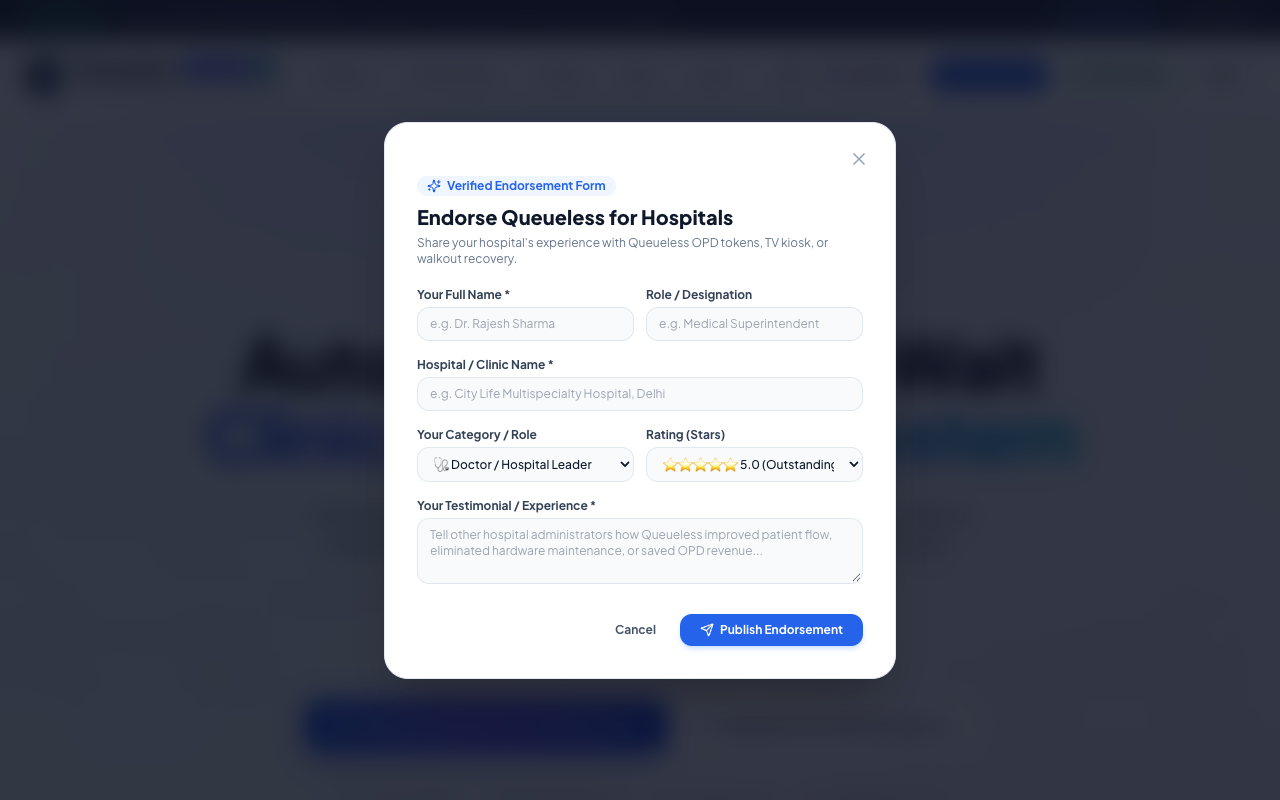 Verified Endorsement Form
Endorse Queueless for Hospitals
Share your hospital's experience with Queueless OPD tokens, TV kiosk, or
walkout recovery.
Your Full Name *
Role / Designation
e.g. Dr. Rajesh Sharma
e.g. Medical Superintendent
Hospital / Clinic Name *
e.g. City Life Multispecialty Hospital, Delhi
Your Category / Role
Rating (Stars)
🩺 Doctor / Hospital Leader
⭐⭐⭐⭐⭐ 5.0 (Outstanding
Your Testimonial / Experience *
Tell other hospital administrators how Queueless improved patient flow,
eliminated hardware maintenance, or saved OPD revenue...
Cancel
Publish Endorsement